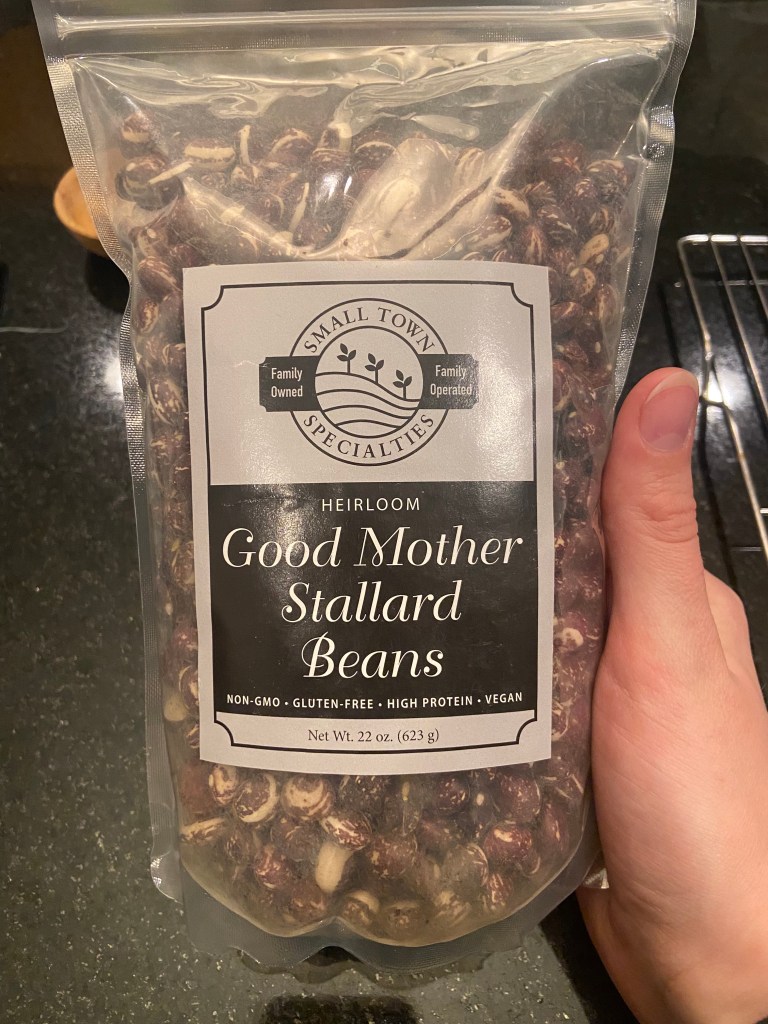 SMALL TOWN
Family
Owned
Family
Operated
SPECIALTIES
HEIRLOOM
Good Mother
Stallard
Beans
NON-GMO • GLUTEN-FREE • HIGH PROTEIN • VEGAN
Net Wt. 22 oz. (623 g)